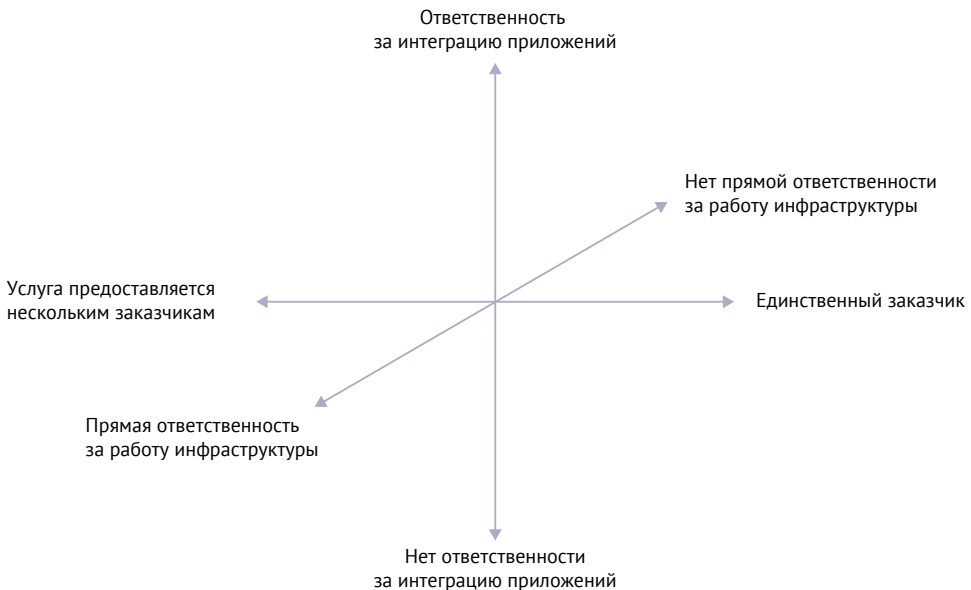 Ответственность
за интеграцию приложений
Нет прямой ответственности
за работу инфраструктуры
Услуга предоставляется
нескольким заказчикам
Единственный заказчик
Прямая ответственность
за работу инфраструктуры
Нет ответственности
за интеграцию приложений